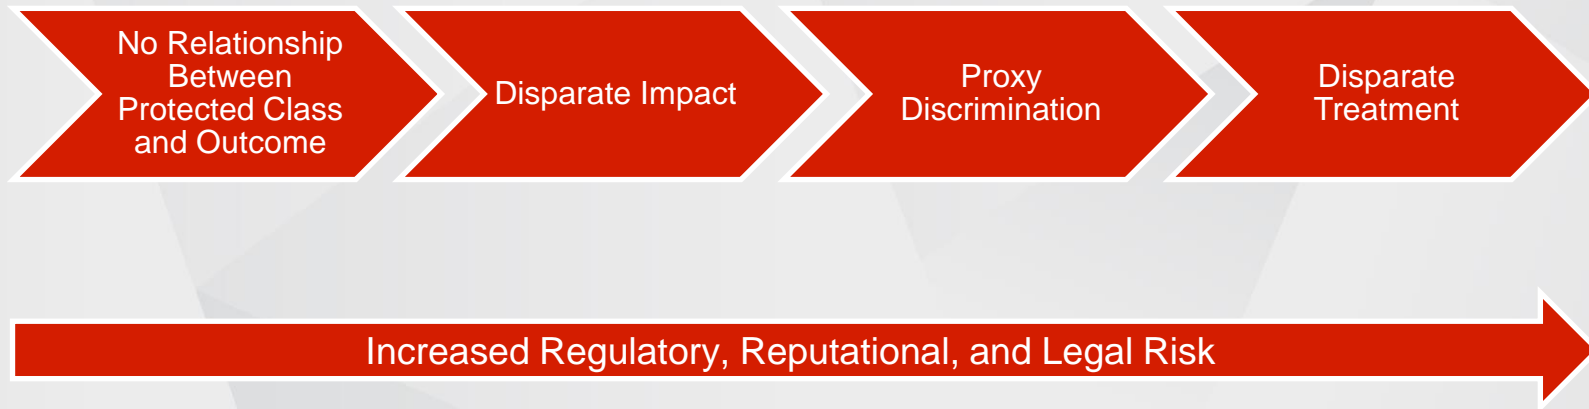 No Relationship
Between
Protected Class
and Outcome
Disparate Impact
Proxy
Discrimination
Disparate
Treatment
Increased Regulatory, Reputational, and Legal Risk